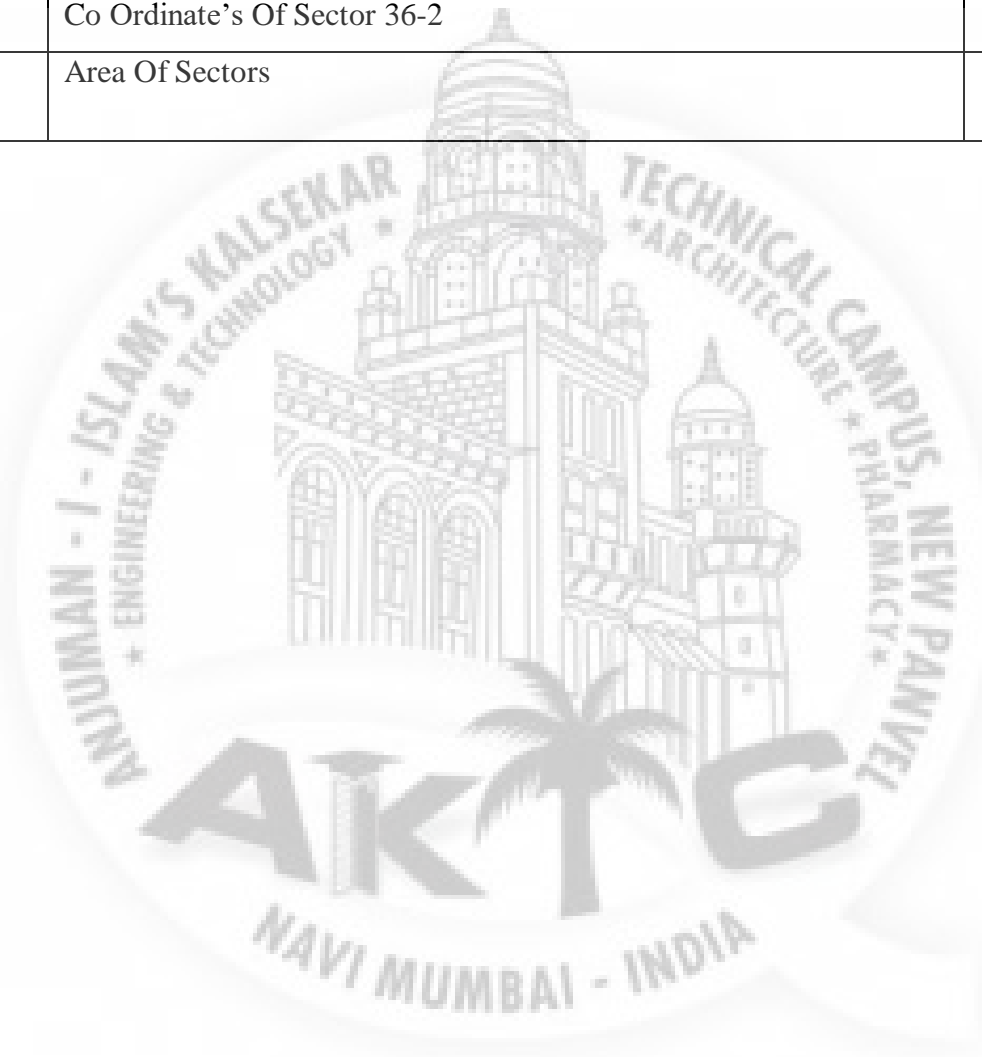 Co Ordinate’s Of Sector 36-2
Area Of Sectors
ANJUMAN - I - ISLAM'S KALSEKAR TECHNICAL CAMPUS, NEW PANVEL
* ENGINEERING & TECHNOLOGY * *ARCHITECTURE * PHARMACY*
AKTC
NAVI MUMBAI - INDIA